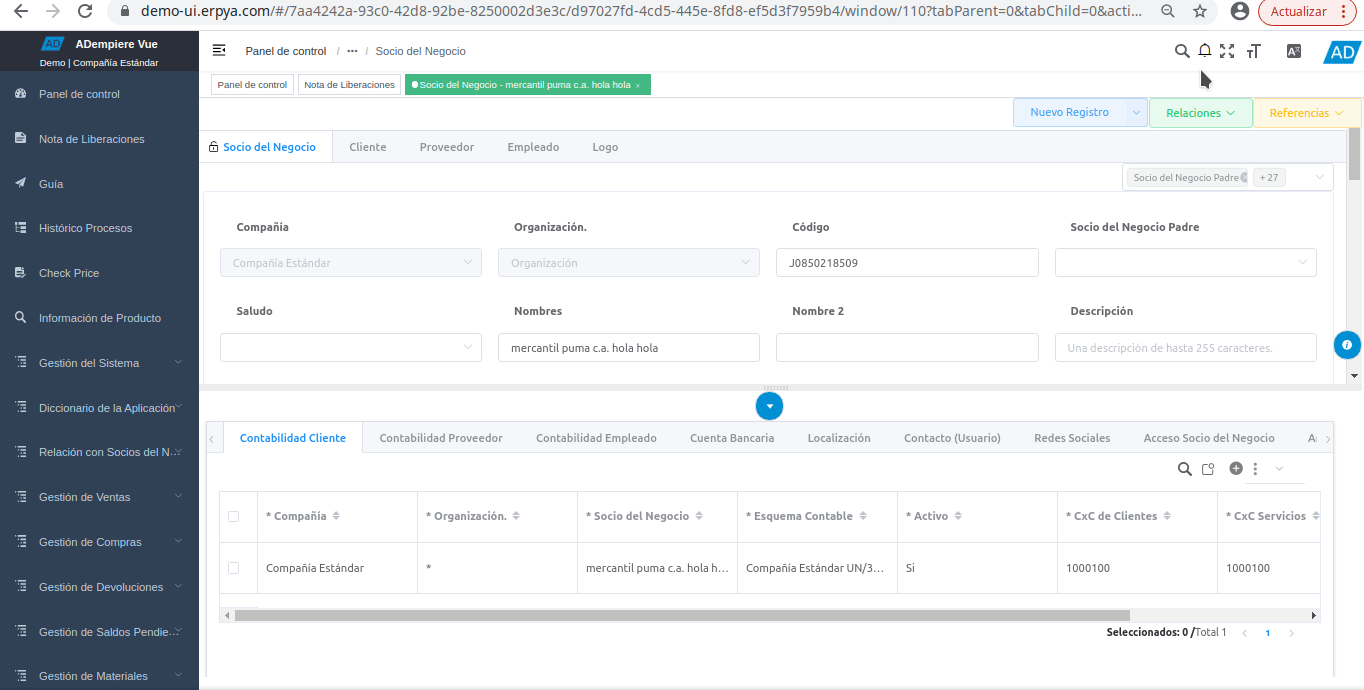 demo-ui.erpya.com/#/7aa4242a-93c0-42d8-92be-8250002d3e3c/d97027fd-4cd5-445e-8fd8-ef5d3f7959b4/window/110?tabParent=0&tabChild=0&acti...
Actualizar
AD ADempiere Vue
Demo | Compañía Estándar
Panel de control
Nota de Liberaciones
Guía
Histórico Procesos
Check Price
Información de Producto
Gestión del Sistema
Diccionario de la Aplicación
Relación con Socios del N...
Gestión de Ventas
Gestión de Compras
Gestión de Devoluciones
Gestión de Saldos Pendie...
Gestión de Materiales
Panel de control / ··· / Socio del Negocio
AD
Panel de control Nota de Liberaciones Socio del Negocio - mercantil puma c.a. hola hola ×
Nuevo Registro Relaciones Referencias
Socio del Negocio Cliente Proveedor Empleado Logo
Socio del Negocio Padre + 27
Compañía Organización. Código Socio del Negocio Padre
Compañía Estándar Organización J0850218509
Saludo Nombres Nombre 2 Descripción
mercantil puma c.a. hola hola Una descripción de hasta 255 caracteres.
Contabilidad Cliente Contabilidad Proveedor Contabilidad Empleado Cuenta Bancaria Localización Contacto (Usuario) Redes Sociales Acceso Socio del Negocio A
* Compañía * Organización. * Socio del Negocio * Esquema Contable * Activo * CxC de Clientes * CxC Servicios
Compañía Estándar * mercantil puma c.a. hola h... Compañía Estándar UN/3... Si 1000100 1000100
Seleccionados: 0 /Total 1 1